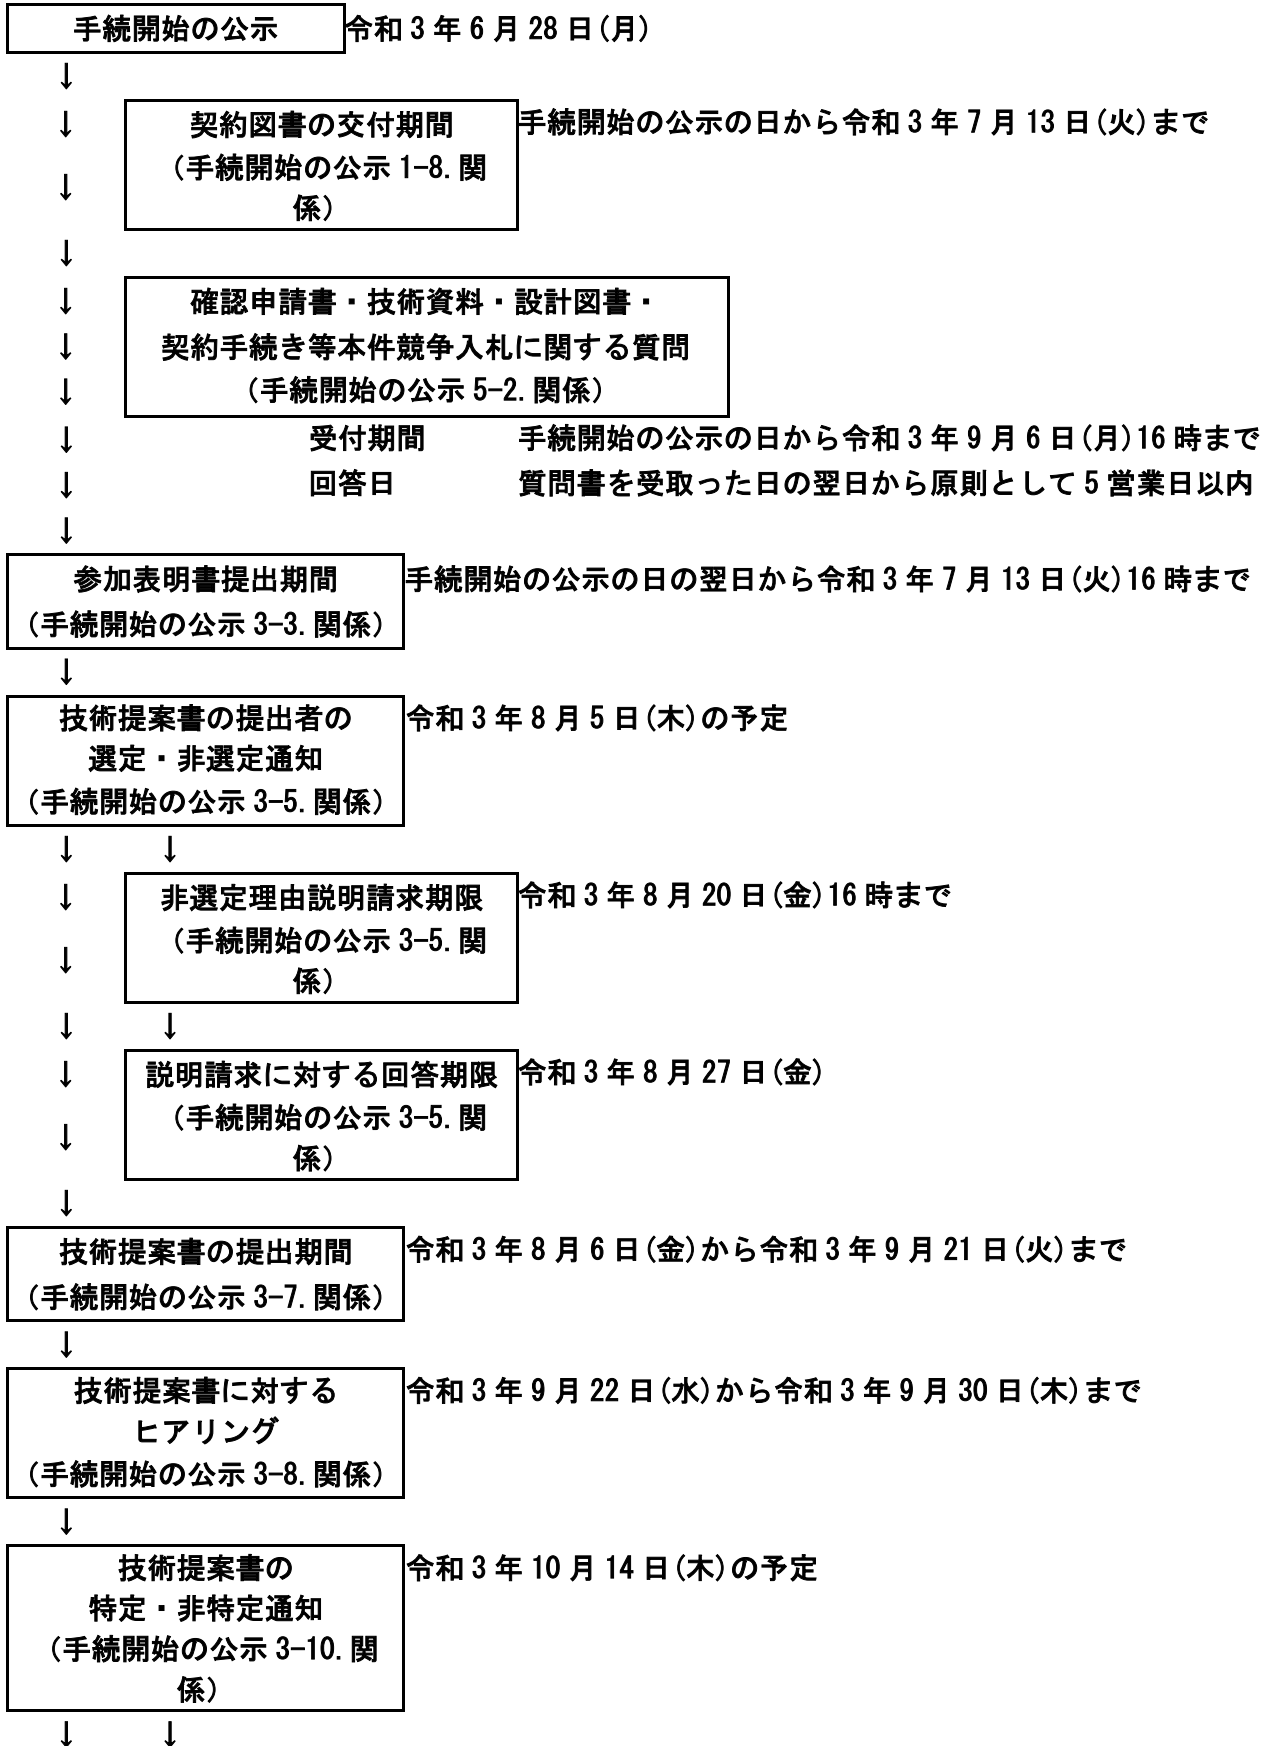 手続開始の公示 令和3年6月28日(月)
↓
↓ 契約図書の交付期間 手続開始の公示の日から令和3年7月13日(火)まで
(手続開始の公示1-8.関
↓
係)
↓
↓ 確認申請書・技術資料・設計図書・
↓ 契約手続き等本件競争入札に関する質問
↓ (手続開始の公示5-2.関係)
↓ 受付期間 手続開始の公示の日から令和3年9月6日(月)16時まで
↓ 回答日 質問書を受取った日の翌日から原則として5営業日以内
↓
参加表明書提出期間 手続開始の公示の日の翌日から令和3年7月13日(火)16時まで
(手続開始の公示3-3.関係)
↓
技術提案書の提出者の 令和3年8月5日(木)の予定
選定・非選定通知
(手続開始の公示3-5.関係)
↓ ↓
↓ 非選定理由説明請求期限 令和3年8月20日(金)16時まで
(手続開始の公示3-5.関
↓
係)
↓ ↓
↓ 説明請求に対する回答期限 令和3年8月27日(金)
(手続開始の公示3-5.関
↓
係)
↓
技術提案書の提出期間 令和3年8月6日(金)から令和3年9月21日(火)まで
(手続開始の公示3-7.関係)
↓
技術提案書に対する 令和3年9月22日(水)から令和3年9月30日(木)まで
ヒアリング
(手続開始の公示3-8.関係)
↓
技術提案書の 令和3年10月14日(木)の予定
特定・非特定通知
(手続開始の公示3-10.関
係)
↓ ↓